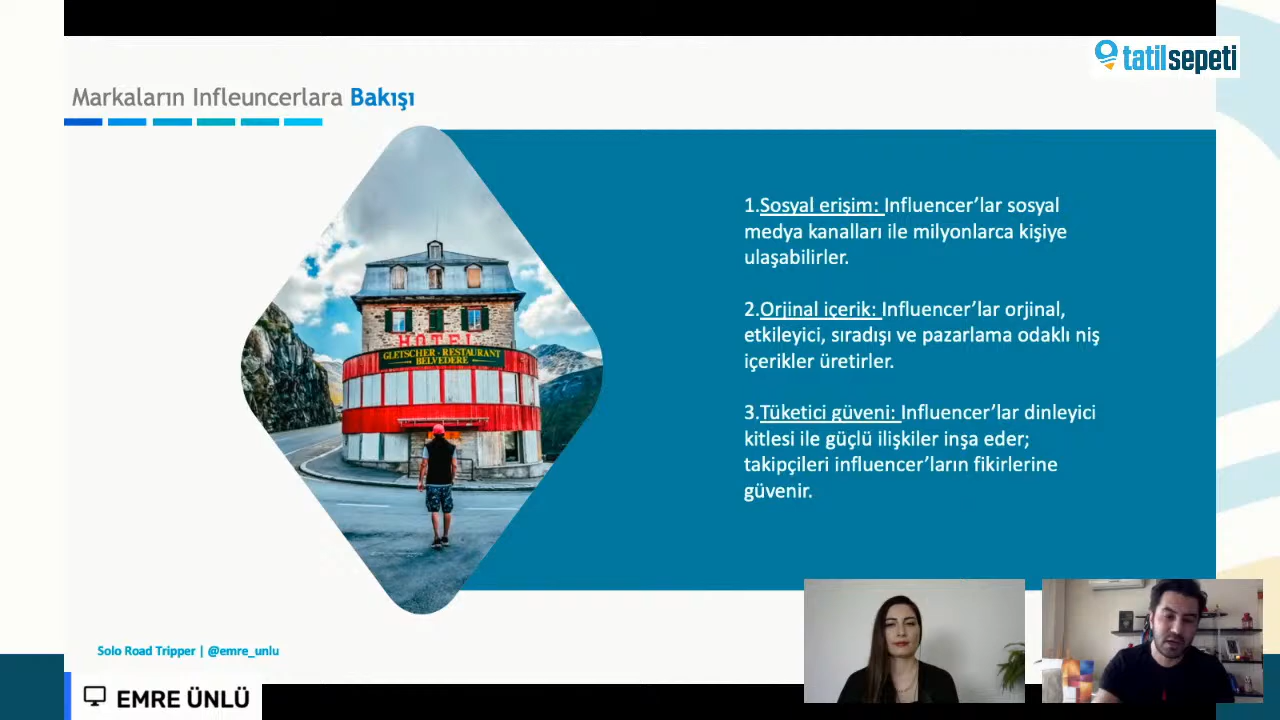 tatilsepeti
Markaların Infleuncerlara Bakışı
1.Sosyal erişim: Influencer’lar sosyal
medya kanalları ile milyonlarca kişiye
ulaşabilirler.
2.Orjinal içerik: Influencer’lar orjinal,
etkileyici, sıradışı ve pazarlama odaklı niş
içerikler üretirler.
3.Tüketici güveni: Influencer’lar dinleyici
kitlesi ile güçlü ilişkiler inşa eder;
takipçileri influencer’ların fikirlerine
güvenir.
HOTEL
GLETSCHER - RESTAURANT
BELVEDERE
Solo Road Tripper | @emre_unlu
EMRE ÜNLÜ